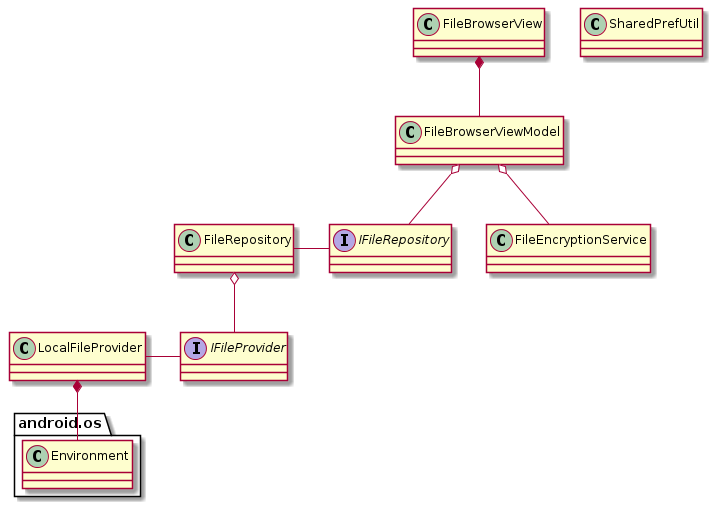 C FileBrowserView
C SharedPrefUtil
C FileBrowserViewModel
C FileRepository
I IFileRepository
C FileEncryptionService
C LocalFileProvider
I IFileProvider
android.os
C Environment